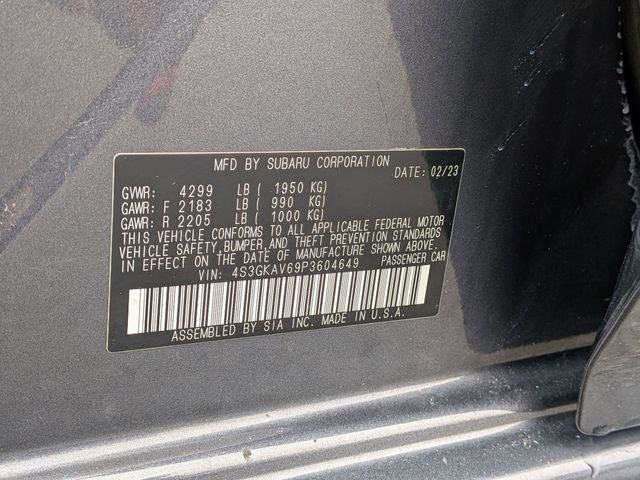 MFD BY SUBARU CORPORATION
DATE: 02/23
GVWR: 4299 LB ( 1950 KG)
GAWR: F 2183 LB ( 990 KG)
GAWR: R 2205 LB ( 1000 KG)
THIS VEHICLE CONFORMS TO ALL APPLICABLE FEDERAL MOTOR
VEHICLE SAFETY, BUMPER, AND THEFT PREVENTION STANDARDS
IN EFFECT ON THE DATE OF MANUFACTURE SHOWN ABOVE.
VIN: 4S3GKAV69P3604649 PASSENGER CAR
ASSEMBLED BY SIA INC. MADE IN U.S.A.